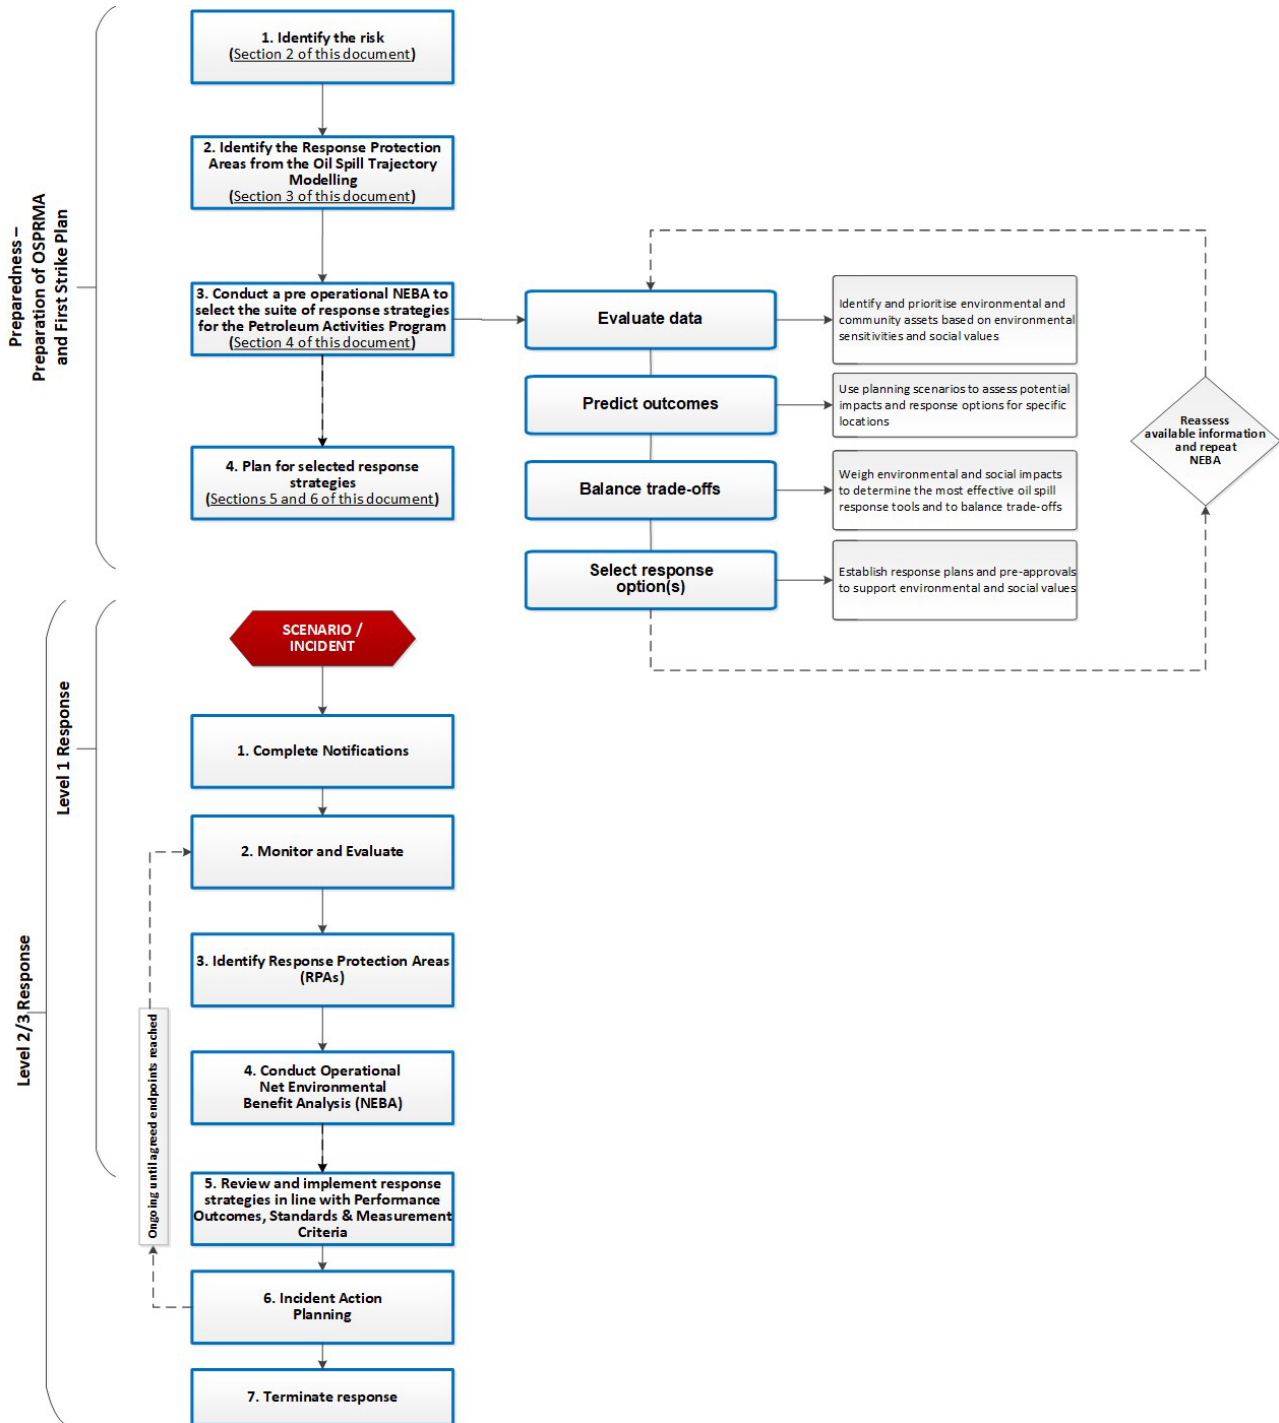 Preparedness –
Preparation of OSPRMA
and First Strike Plan
1. Identify the risk
(Section 2 of this document)
2. Identify the Response Protection
Areas from the Oil Spill Trajectory
Modelling
(Section 3 of this document)
3. Conduct a pre operational NEBA to
select the suite of response strategies
for the Petroleum Activities Program
(Section 4 of this document)
4. Plan for selected response
strategies
(Sections 5 and 6 of this document)
Evaluate data
Identify and prioritise environmental and
community assets based on environmental
sensitivities and social values
Predict outcomes
Use planning scenarios to assess potential
impacts and response options for specific
locations
Balance trade-offs
Weigh environmental and social impacts
to determine the most effective oil spill
response tools and to balance trade-offs
Select response
option(s)
Establish response plans and pre-approvals
to support environmental and social values
Reassess
available information
and repeat
NEBA
Level 1 Response
Level 2/3 Response
SCENARIO /
INCIDENT
1. Complete Notifications
2. Monitor and Evaluate
3. Identify Response Protection Areas
(RPAs)
4. Conduct Operational
Net Environmental
Benefit Analysis (NEBA)
5. Review and implement response
strategies in line with Performance
Outcomes, Standards & Measurement
Criteria
6. Incident Action
Planning
7. Terminate response
Ongoing until agreed endpoints reached